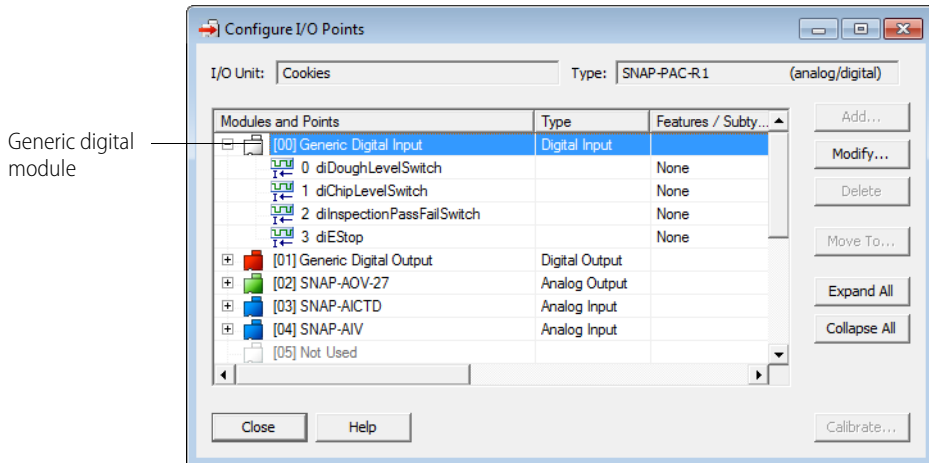 Configure I/O Points
I/O Unit: Cookies Type: SNAP-PAC-R1 (analog/digital)
Modules and Points Type Features / Subty... Add...
Generic digital module
[00] Generic Digital Input Digital Input
Modify...
0 diDoughLevelSwitch None
1 diChipLevelSwitch None
Delete
2 diInspectionPassFailSwitch None
3 diEStop None
Move To...
[01] Generic Digital Output Digital Output
[02] SNAP-AOV-27 Analog Output
Expand All
[03] SNAP-AICTD Analog Input
[04] SNAP-AIV Analog Input
Collapse All
[05] Not Used
Close Help Calibrate...